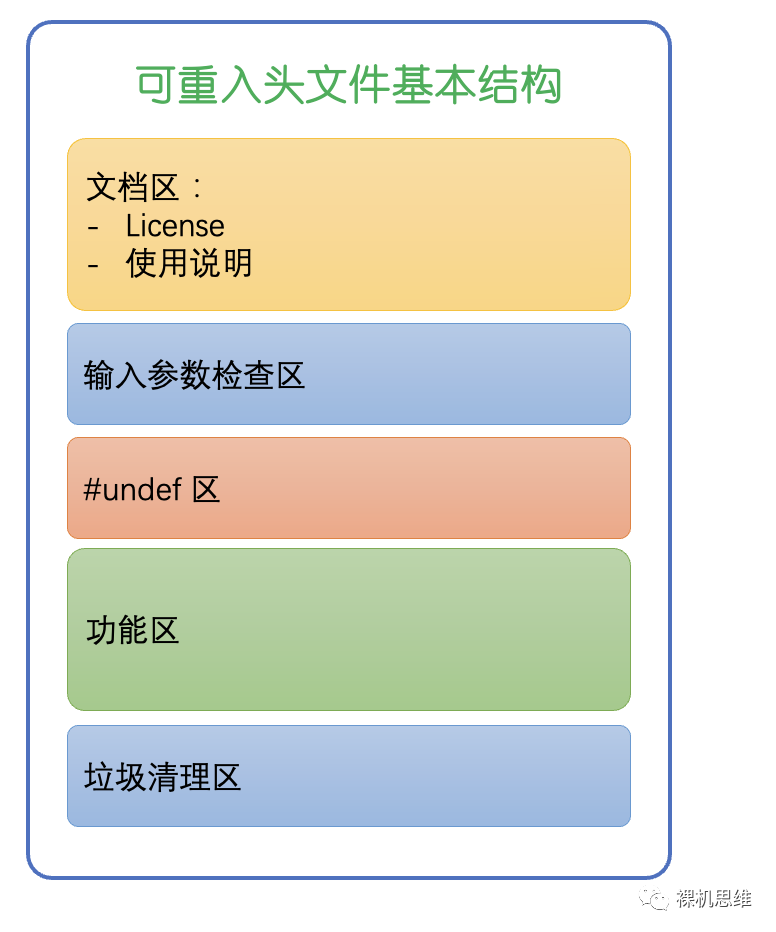 可重入头文件基本结构
文档区：
- License
- 使用说明
输入参数检查区
#undef 区
功能区
垃圾清理区
裸机思维